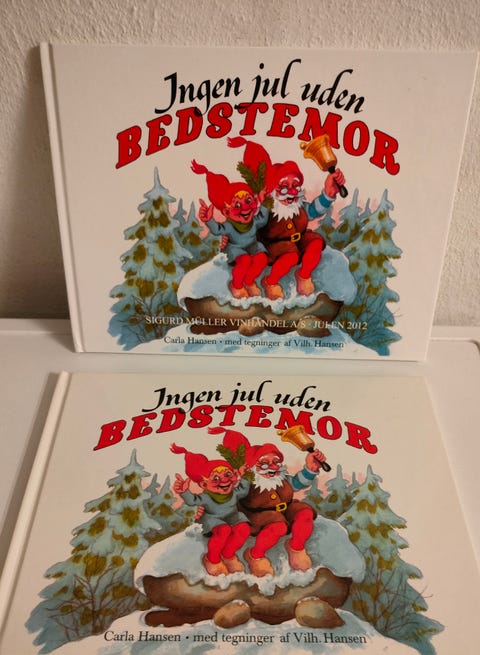 Ingen jul uden
BEDSTEMOR
SIGURD MÜLLER VINHANDEL A/S · JULEN 2012
Carla Hansen • med tegninger af Vilh. Hansen
Ingen jul uden
BEDSTEMOR
Carla Hansen • med tegninger af Vilh. Hansen